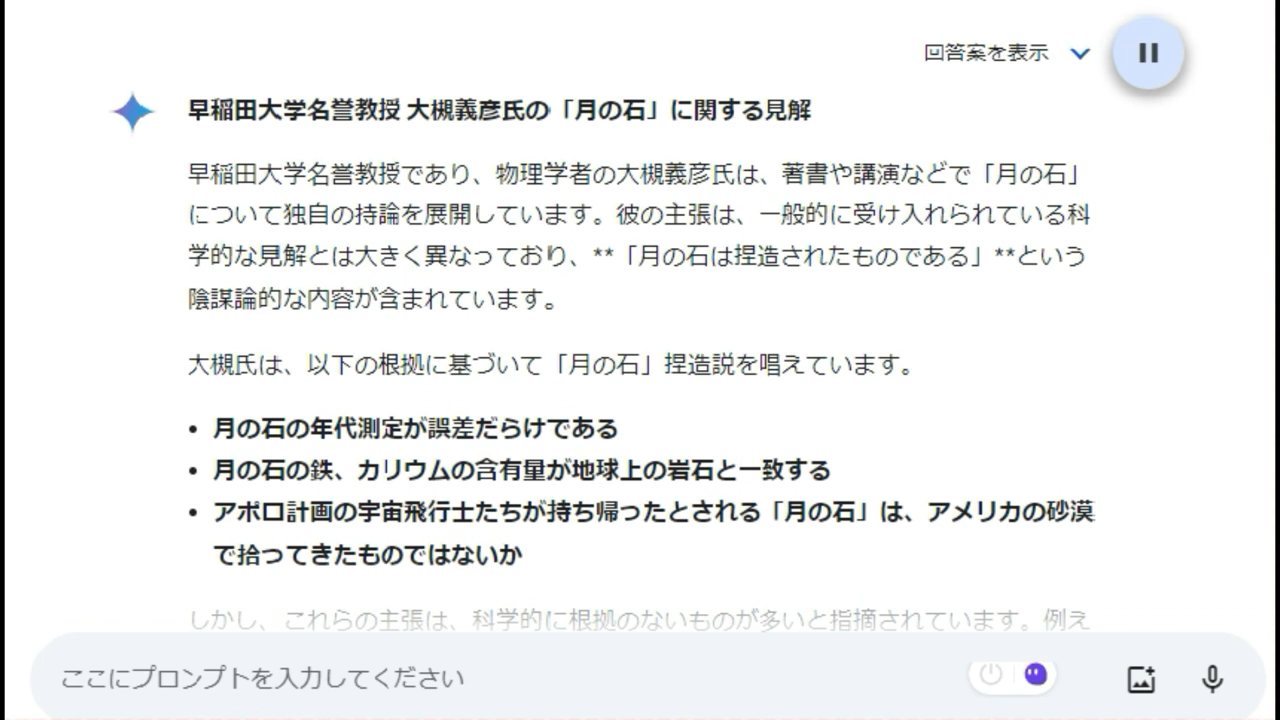 回答案を表示
早稲田大学名誉教授 大槻義彦氏の「月の石」に関する見解
早稲田大学名誉教授であり、物理学者の大槻義彦氏は、著書や講演などで「月の石」
について独自の持論を展開しています。彼の主張は、一般的に受け入れられている科
学的な見解とは大きく異なっており、**「月の石は捏造されたものである」**という
陰謀論的な内容が含まれています。
大槻氏は、以下の根拠に基づいて「月の石」捏造説を唱えています。
• 月の石の年代測定が誤差だらけである
• 月の石の鉄、カリウムの含有量が地球上の岩石と一致する
• アポロ計画の宇宙飛行士たちが持ち帰ったとされる「月の石」は、アメリカの砂漠
で拾ってきたものではないか
しかし、これらの主張は、科学的に根拠のないものが多いと指摘されています。例え
ここにプロンプトを入力してください